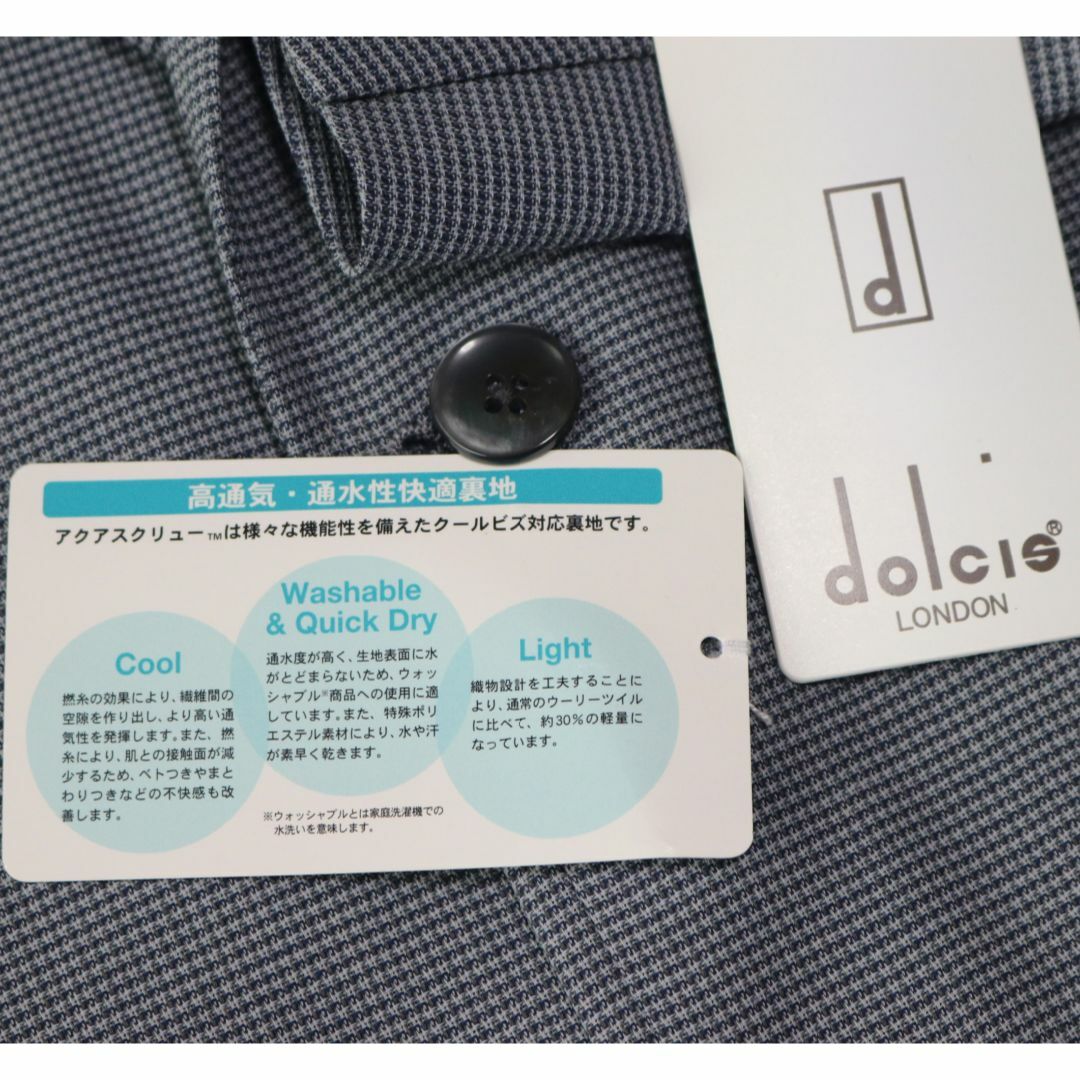 高通気・通水性快適裏地
アクアスクリュー™は様々な機能性を備えたクールビズ対応裏地です。
Cool
撚糸の効果により、繊維間の
空隙を作り出し、より高い通
気性を発揮します。また、撚
糸により、肌との接触面が減
少するため、ベトつきやまと
わりつきなどの不快感も改
善します。
Washable
& Quick Dry
通水度が高く、生地表面に水
がとどまらないため、ウォッ
シャブル※商品への使用に適
しています。また、特殊ポリ
エステル素材により、水や汗
が素早く乾きます。
※ウォッシャブルとは家庭洗濯機での
水洗いを意味します。
Light
織物設計を工夫することに
より、通常のウーリーツイル
に比べて、約30%の軽量に
なっています。
d
dolcis®
LONDON